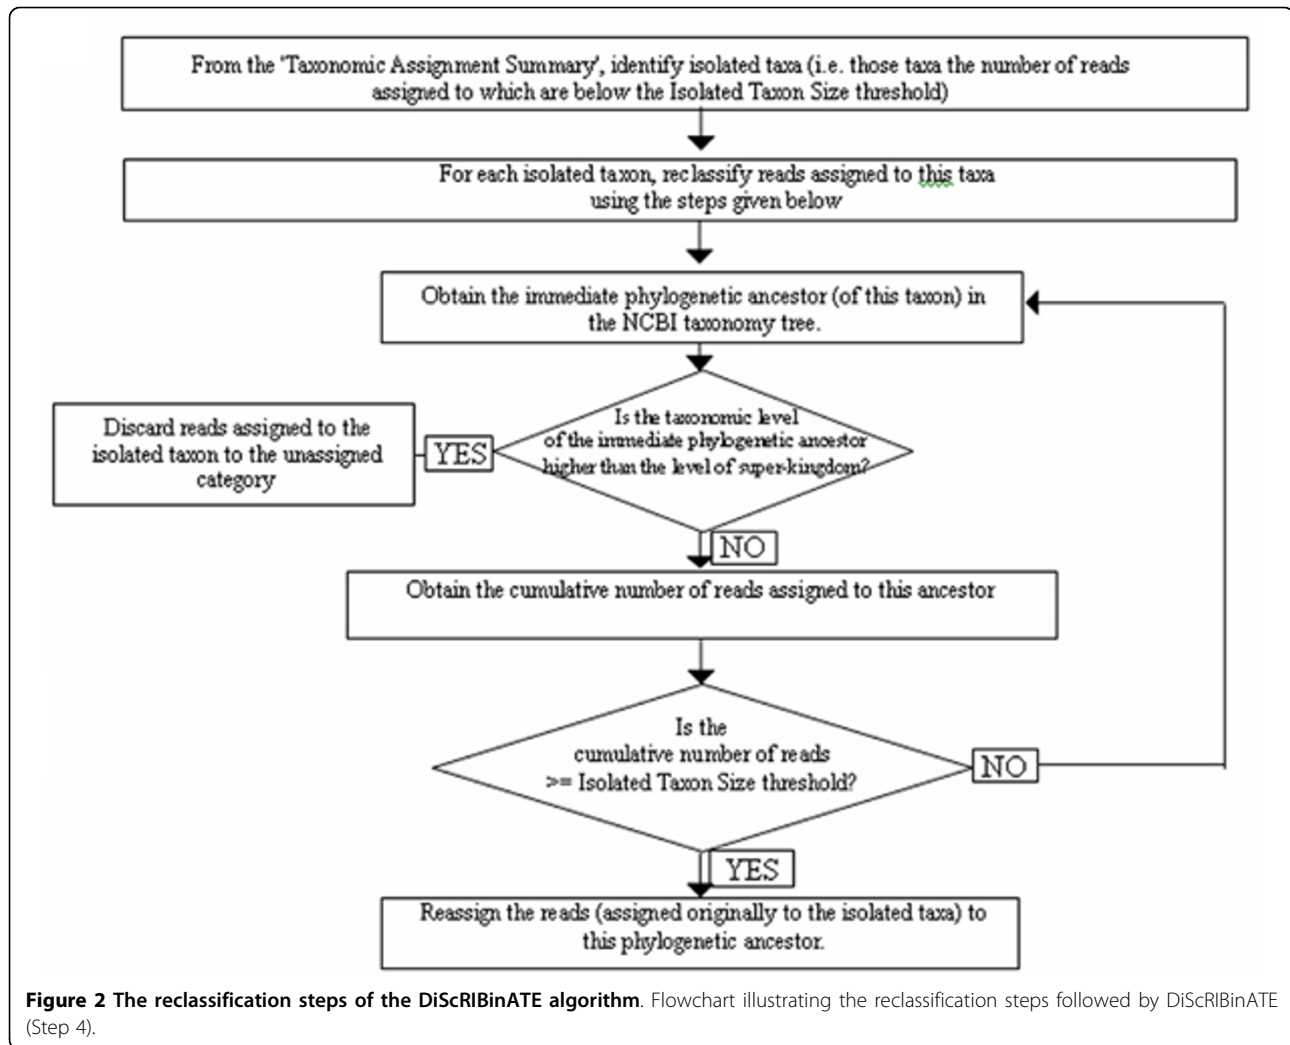 From the 'Taxonomic Assignment Summary', identify isolated taxa (i.e. those taxa the number of reads
assigned to which are below the Isolated Taxon Size threshold)
For each isolated taxon, reclassify reads assigned to this taxa
using the steps given below
Obtain the immediate phylogenetic ancestor (of this taxon) in
the NCBI taxonomy tree.
Is the taxonomic level
of the immediate phylogenetic ancestor
higher than the level of super-kingdom?
YES
Discard reads assigned to the
isolated taxon to the unassigned
category
NO
Obtain the cumulative number of reads assigned to this ancestor
Is the
cumulative number of reads
>= Isolated Taxon Size threshold?
NO
YES
Reassign the reads (assigned originally to the isolated taxa) to
this phylogenetic ancestor.
Figure 2 The reclassification steps of the DiScRIBinATE algorithm. Flowchart illustrating the reclassification steps followed by DiScRIBinATE
(Step 4).